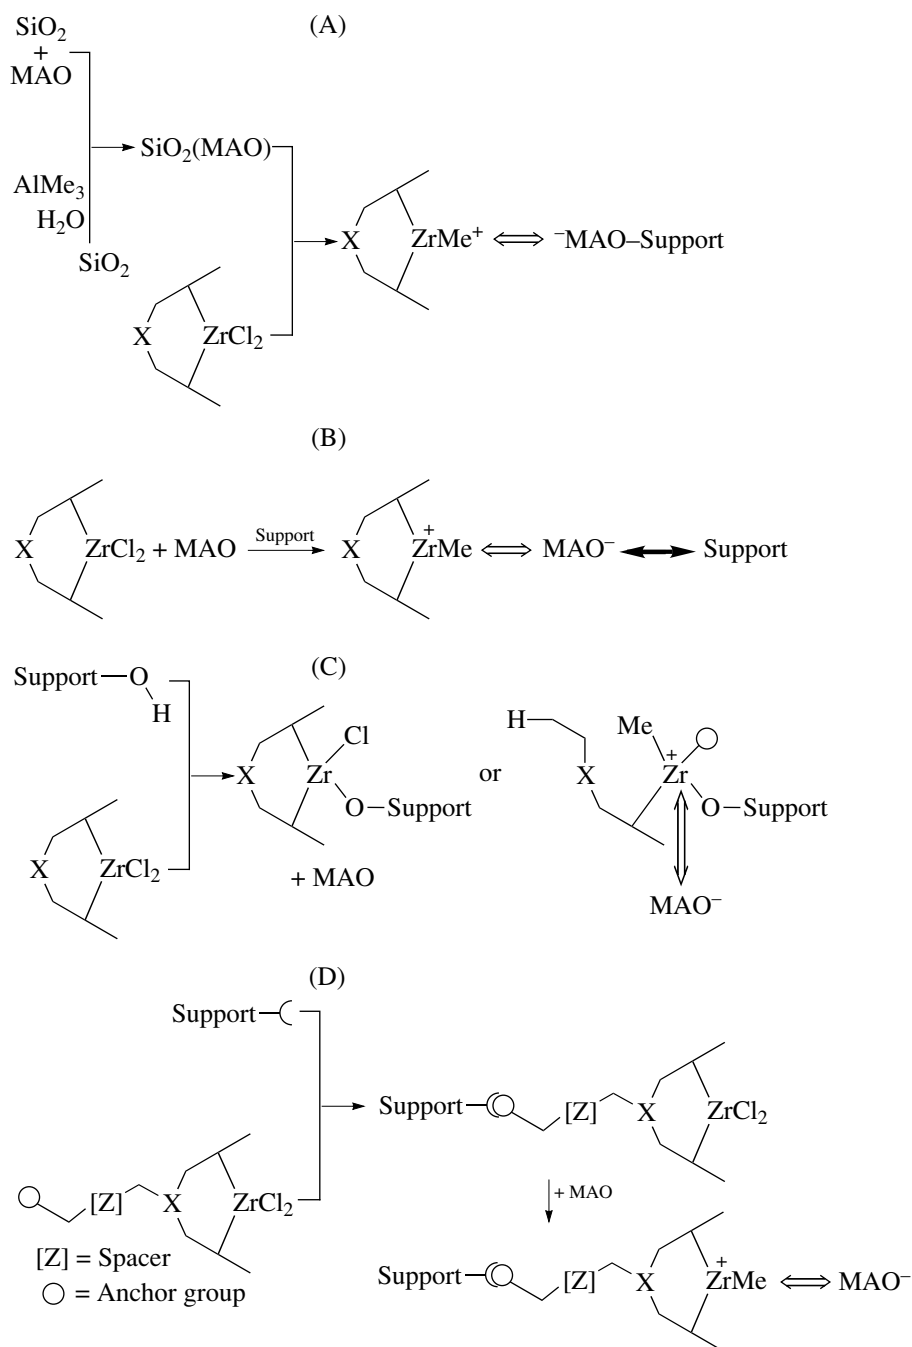 (A)
SiO₂
+
MAO
SiO₂(MAO)
AlMe₃
H₂O
SiO₂
X
ZrMe⁺
⁻MAO–Support
X
ZrCl₂
(B)
X
ZrCl₂ + MAO
Support
X
+
ZrMe
MAO⁻
Support
(C)
Support–O
H
X
ZrCl₂
X
Zr
Cl
O–Support
+ MAO
or
H
X
Me
+
Zr
O–Support
MAO⁻
(D)
Support
[Z]
X
ZrCl₂
Support
[Z]
X
ZrCl₂
+ MAO
[Z] = Spacer
= Anchor group
Support
[Z]
X
+
ZrMe
MAO⁻